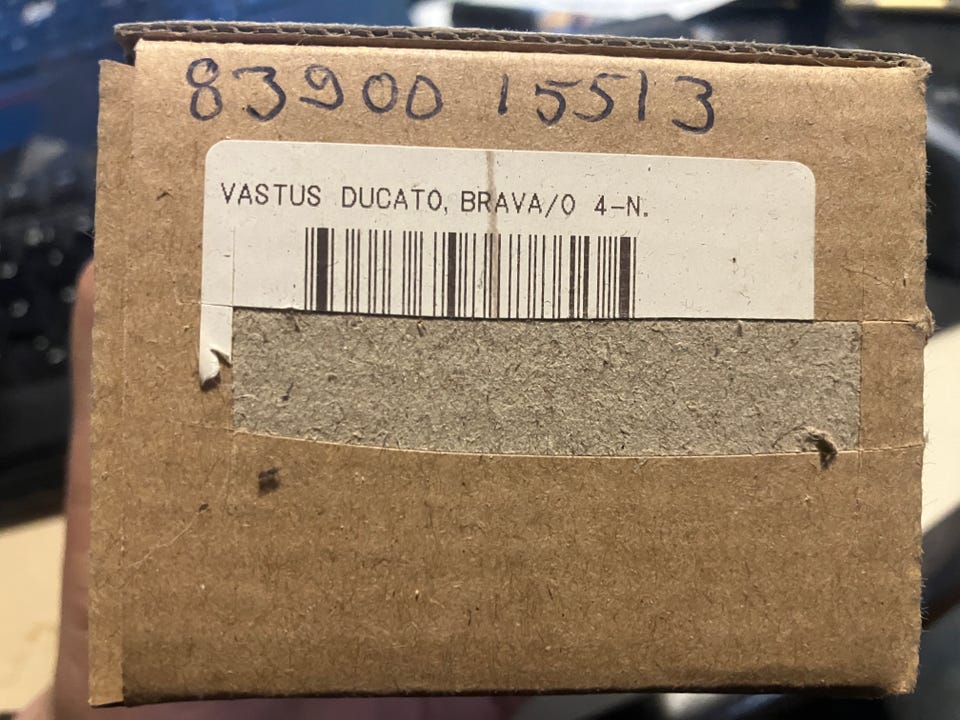 83900 15513
VASTUS DUCATO, BRAVA/O 4-N.